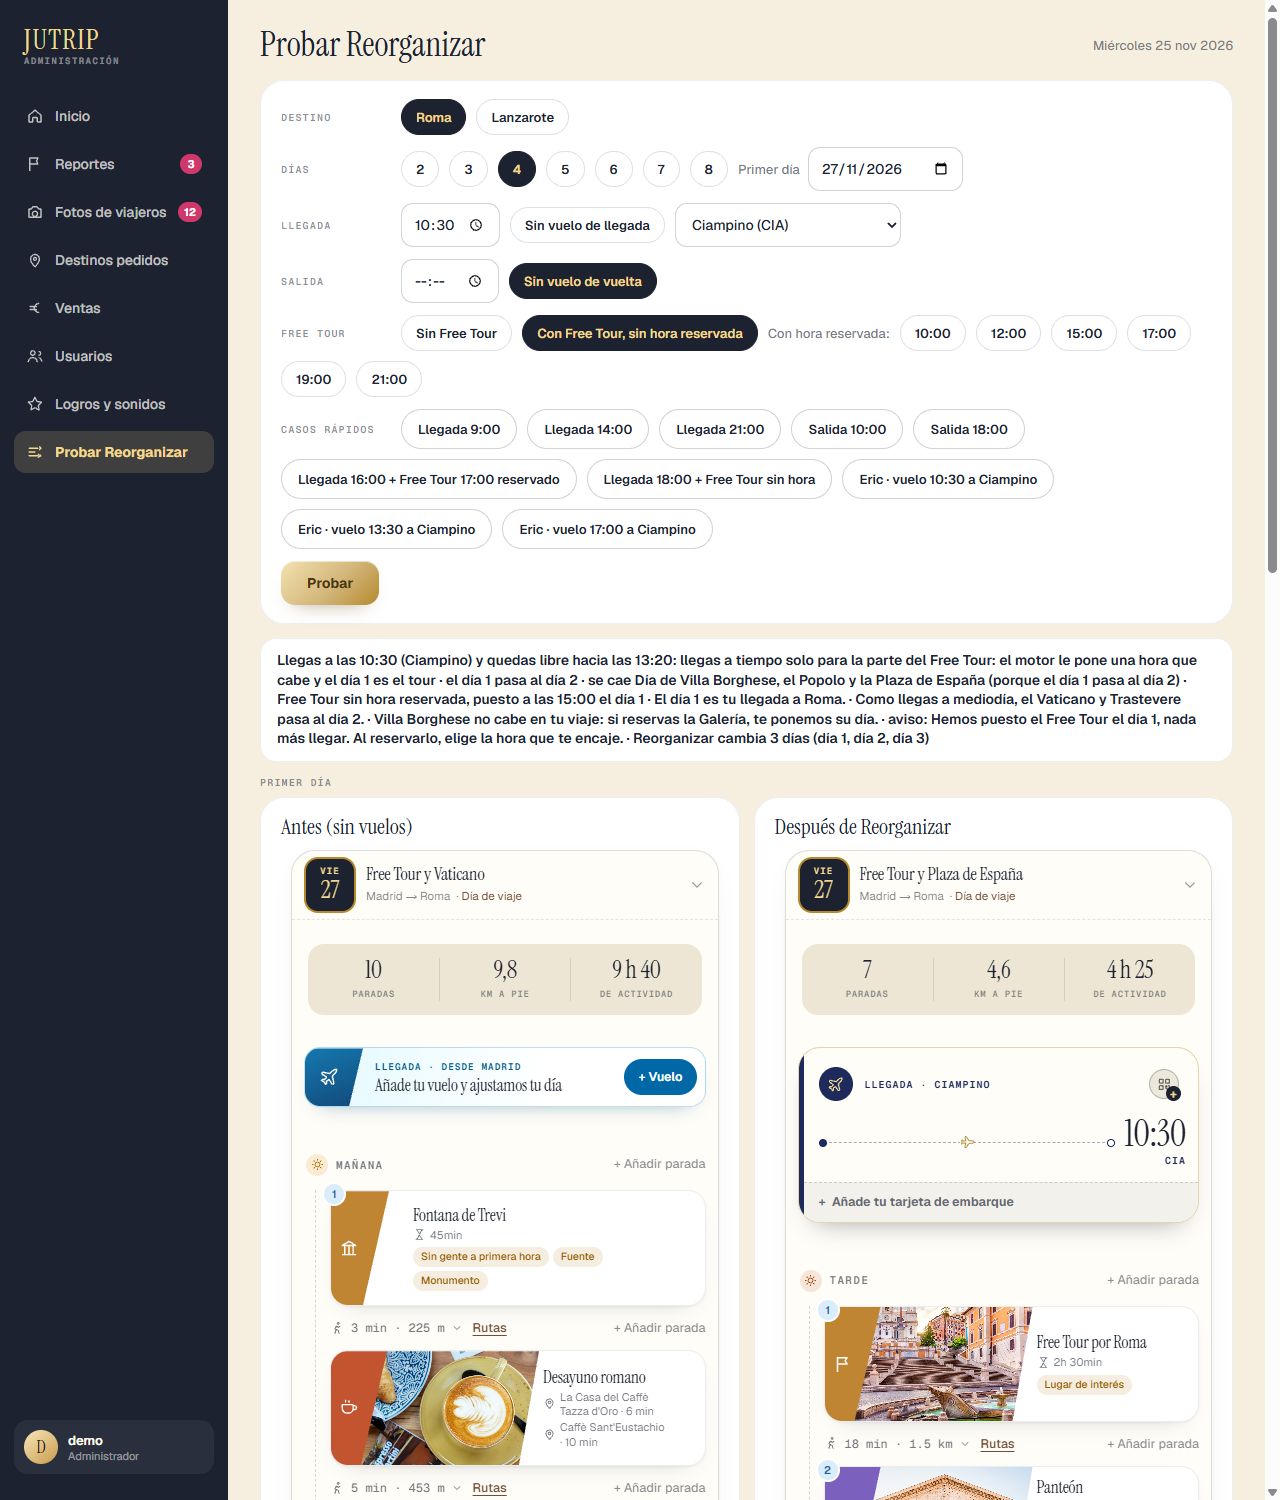 JUTRIP
ADMINISTRACIÓN
Inicio
Reportes
3
Fotos de viajeros
12
Destinos pedidos
Ventas
Usuarios
Logros y sonidos
Probar Reorganizar
D
demo
Administrador
Probar Reorganizar
Miércoles 25 nov 2026
DESTINO
Roma
Lanzarote
DÍAS
2
3
4
5
6
7
8
Primer día
27/11/2026
LLEGADA
10:30
Sin vuelo de llegada
Ciampino (CIA)
SALIDA
--:--
Sin vuelo de vuelta
FREE TOUR
Sin Free Tour
Con Free Tour, sin hora reservada
Con hora reservada:
10:00
12:00
15:00
17:00
19:00
21:00
CASOS RÁPIDOS
Llegada 9:00
Llegada 14:00
Llegada 21:00
Salida 10:00
Salida 18:00
Llegada 16:00 + Free Tour 17:00 reservado
Llegada 18:00 + Free Tour sin hora
Eric · vuelo 10:30 a Ciampino
Eric · vuelo 13:30 a Ciampino
Eric · vuelo 17:00 a Ciampino
Probar
Llegas a las 10:30 (Ciampino) y quedas libre hacia las 13:20: llegas a tiempo solo para la parte del Free Tour: el motor le pone una hora que
cabe y el día 1 es el tour · el día 1 pasa al día 2 · se cae Día de Villa Borghese, el Popolo y la Plaza de España (porque el día 1 pasa al día 2) ·
Free Tour sin hora reservada, puesto a las 15:00 el día 1 · El día 1 es tu llegada a Roma. · Como llegas a mediodía, el Vaticano y Trastevere
pasa al día 2. · Villa Borghese no cabe en tu viaje: si reservas la Galería, te ponemos su día. · aviso: Hemos puesto el Free Tour el día 1, nada
más llegar. Al reservarlo, elige la hora que te encaje. · Reorganizar cambia 3 días (día 1, día 2, día 3)
PRIMER DÍA
Antes (sin vuelos)
VIE
27
Free Tour y Vaticano
Madrid → Roma · Día de viaje
10
PARADAS
9,8
KM A PIE
9 h 40
DE ACTIVIDAD
LLEGADA · DESDE MADRID
Añade tu vuelo y ajustamos tu día
+ Vuelo
MAÑANA
+ Añadir parada
1
Fontana de Trevi
45min
Sin gente a primera hora
Fuente
Monumento
3 min · 225 m
Rutas
+ Añadir parada
Desayuno romano
La Casa del Caffè
Tazza d'Oro · 6 min
Caffè Sant'Eustachio
· 10 min
5 min · 453 m
Rutas
+ Añadir parada
Después de Reorganizar
VIE
27
Free Tour y Plaza de España
Madrid → Roma · Día de viaje
7
PARADAS
4,6
KM A PIE
4 h 25
DE ACTIVIDAD
LLEGADA · CIAMPINO
10:30
CIA
+ Añade tu tarjeta de embarque
TARDE
+ Añadir parada
1
Free Tour por Roma
2h 30min
Lugar de interés
18 min · 1.5 km
Rutas
+ Añadir parada
2
Panteón